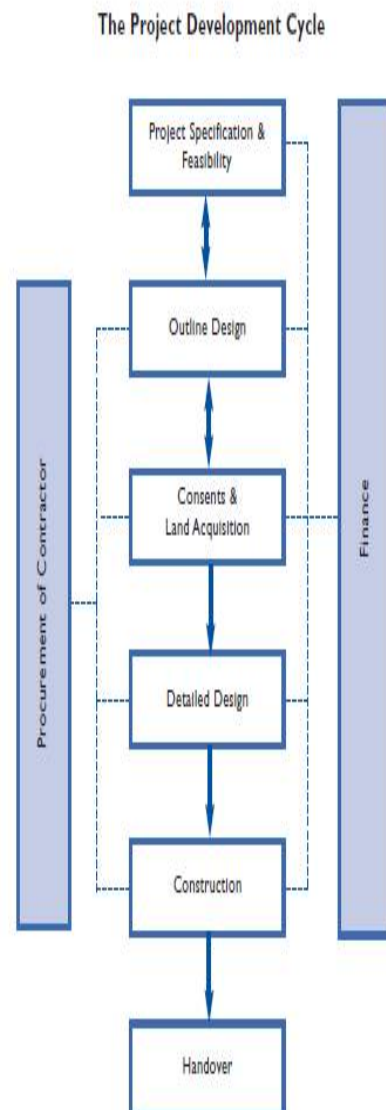 The Project Development Cycle
Project Specification &
Feasibility
Outline Design
Consents &
Land Acquisition
Detailed Design
Construction
Handover
Procurement of Contractor
Finance